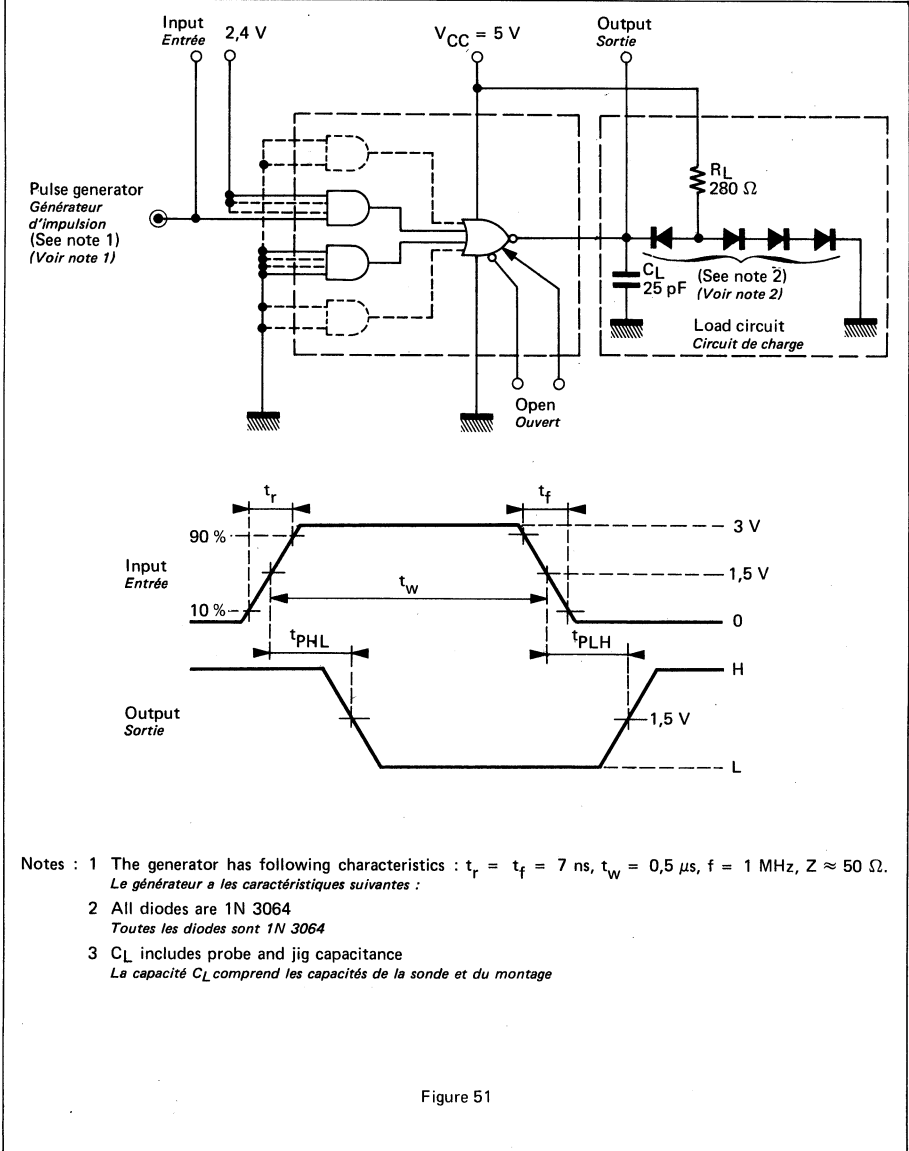 Input
Entrée
2,4 V
VCC = 5 V
Output
Sortie
Pulse generator
Générateur
d'impulsion
(See note 1)
(Voir note 1)
RL
280 Ω
CL
25 pF
(See note 2)
(Voir note 2)
Load circuit
Circuit de charge
Open
Ouvert
tr
tf
90 %
3 V
Input
Entrée
1,5 V
tw
10 %
0
tPHL
tPLH
H
Output
Sortie
1,5 V
L
Notes : 1 The generator has following characteristics : tr = tf = 7 ns, tw = 0,5 μs, f = 1 MHz, Z ≈ 50 Ω.
Le générateur a les caractéristiques suivantes :
2 All diodes are 1N 3064
Toutes les diodes sont 1N 3064
3 CL includes probe and jig capacitance
La capacité CL comprend les capacités de la sonde et du montage
Figure 51